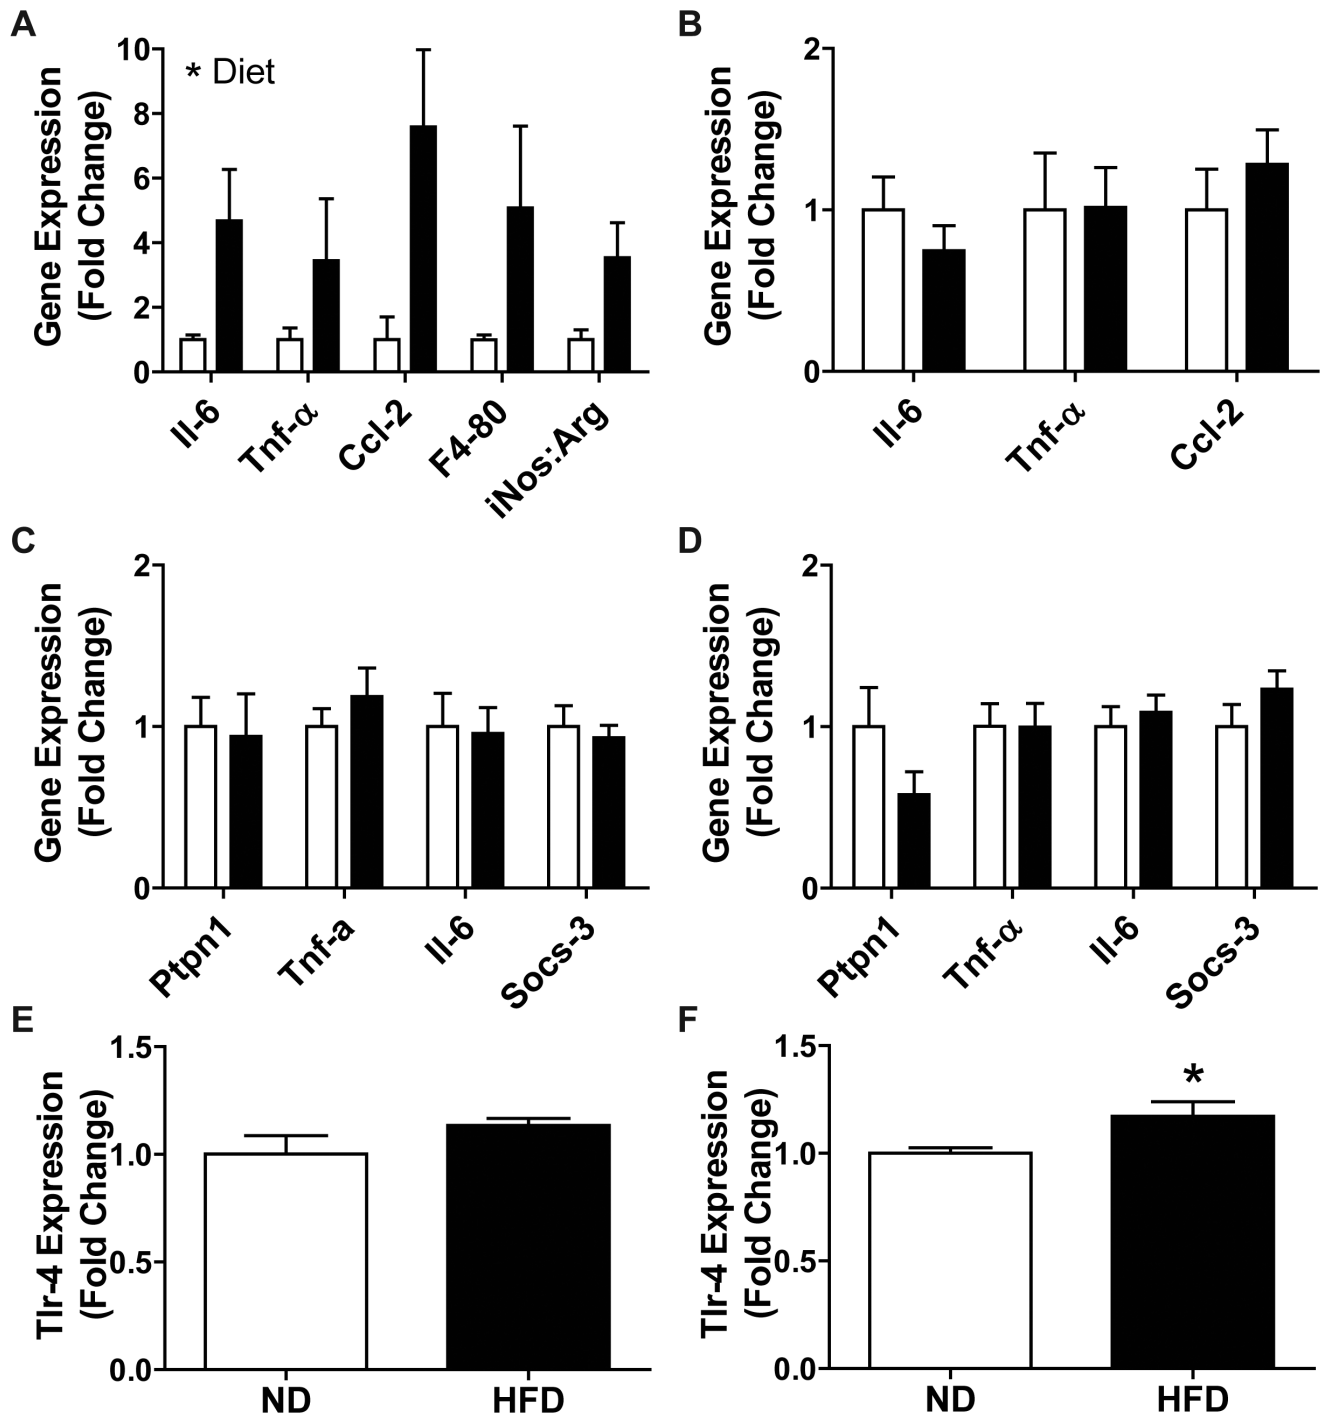 A
Gene Expression
(Fold Change)
10
8
6
4
2
0
* Diet
Il-6
Tnf-α
Ccl-2
F4-80
iNos:Arg
B
Gene Expression
(Fold Change)
2
1
0
Il-6
Tnf-α
Ccl-2
C
Gene Expression
(Fold Change)
2
1
0
Ptpn1
Tnf-a
Il-6
Socs-3
D
Gene Expression
(Fold Change)
2
1
0
Ptpn1
Tnf-α
Il-6
Socs-3
E
Tlr-4 Expression
(Fold Change)
1.5
1.0
0.5
0.0
ND
HFD
F
Tlr-4 Expression
(Fold Change)
1.5
1.0
0.5
0.0
*
ND
HFD